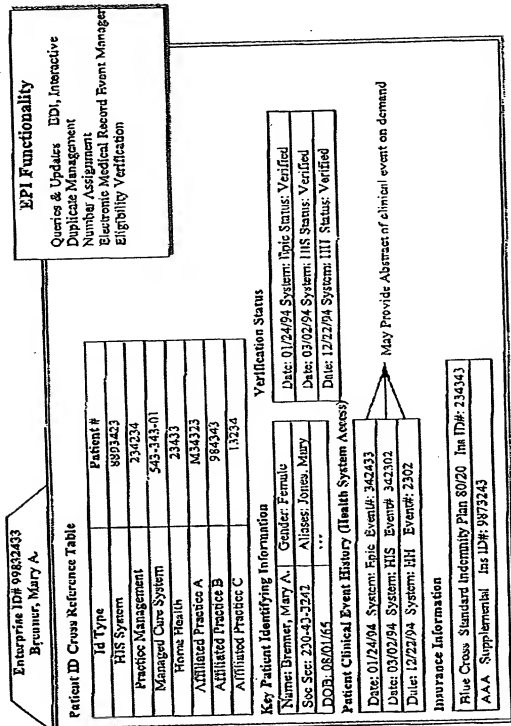 Enterprise ID# 99832433
Brenner, Mary A.
EPI Functionality
Queries & Updates EDI, Interactive
Duplicate Management
Number Assignment
Electronic Medical Record Event Manager
Eligibility Verification
Patient ID Cross Reference Table
Id Type Patient #
HIS System 8893423
Practice Management 234234
Managed Care System 543-343-01
Home Health 23433
Affiliated Practice A M34323
Affiliated Practice B 984343
Affiliated Practice C 13234
Key Patient Identifying Information
Name: Brenner, Mary A. Gender: Female
Soc Sec: 230-43-3242 Aliases: Jones, Mary
DOB: 08/01/65 ...
Verification Status
Date: 01/24/94 System: Epic Status: Verified
Date: 03/02/94 System: HIS Status: Verified
Date: 12/22/94 System: HH Status: Verified
Patient Clinical Event History (Health System Access)
Date: 01/24/94 System: Epic Event#: 342433
Date: 03/02/94 System: HIS Event# 342302
Date: 12/22/94 System: HH Event#: 2302
May Provide Abstract of clinical event on demand
Insurance Information
Blue Cross Standard Indemnity Plan 80/20 Ins ID#: 234343
AAA Supplemental Ins ID#: 9873243